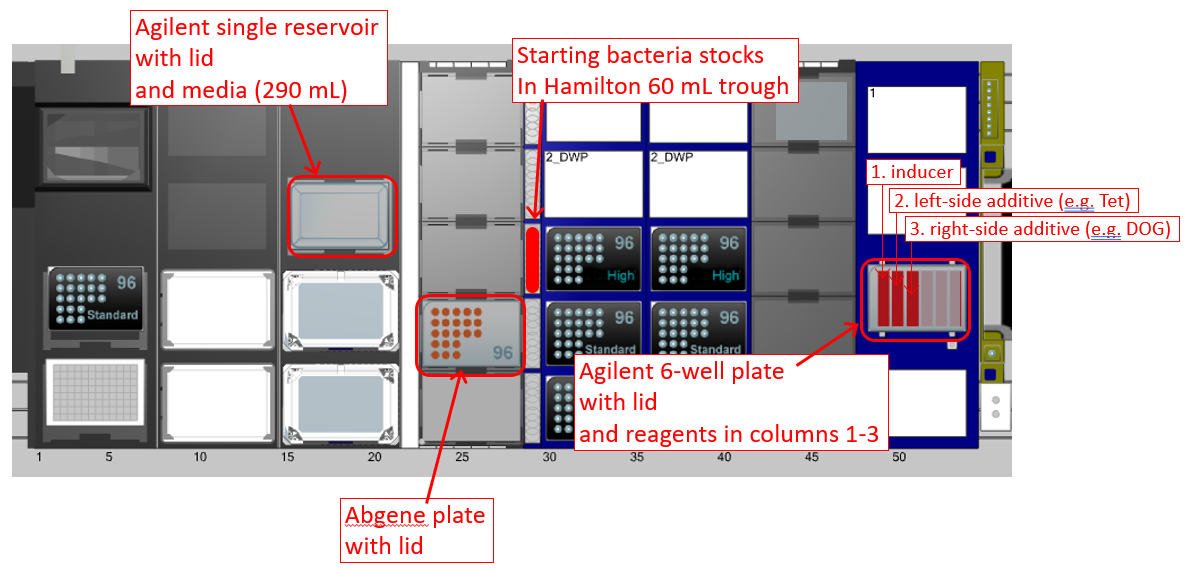 Agilent single reservoir
with lid
and media (290 mL)
Starting bacteria stocks
In Hamilton 60 mL trough
1
2_DWP
2_DWP
1. inducer
2. left-side additive (e.g. Tet)
3. right-side additive (e.g. DOG)
96
High
96
High
96
Standard
96
Standard
96
Standard
96
Agilent 6-well plate
with lid
and reagents in columns 1-3
1 5 10 15 20 25 30 35 40 45 50
Abgene plate
with lid